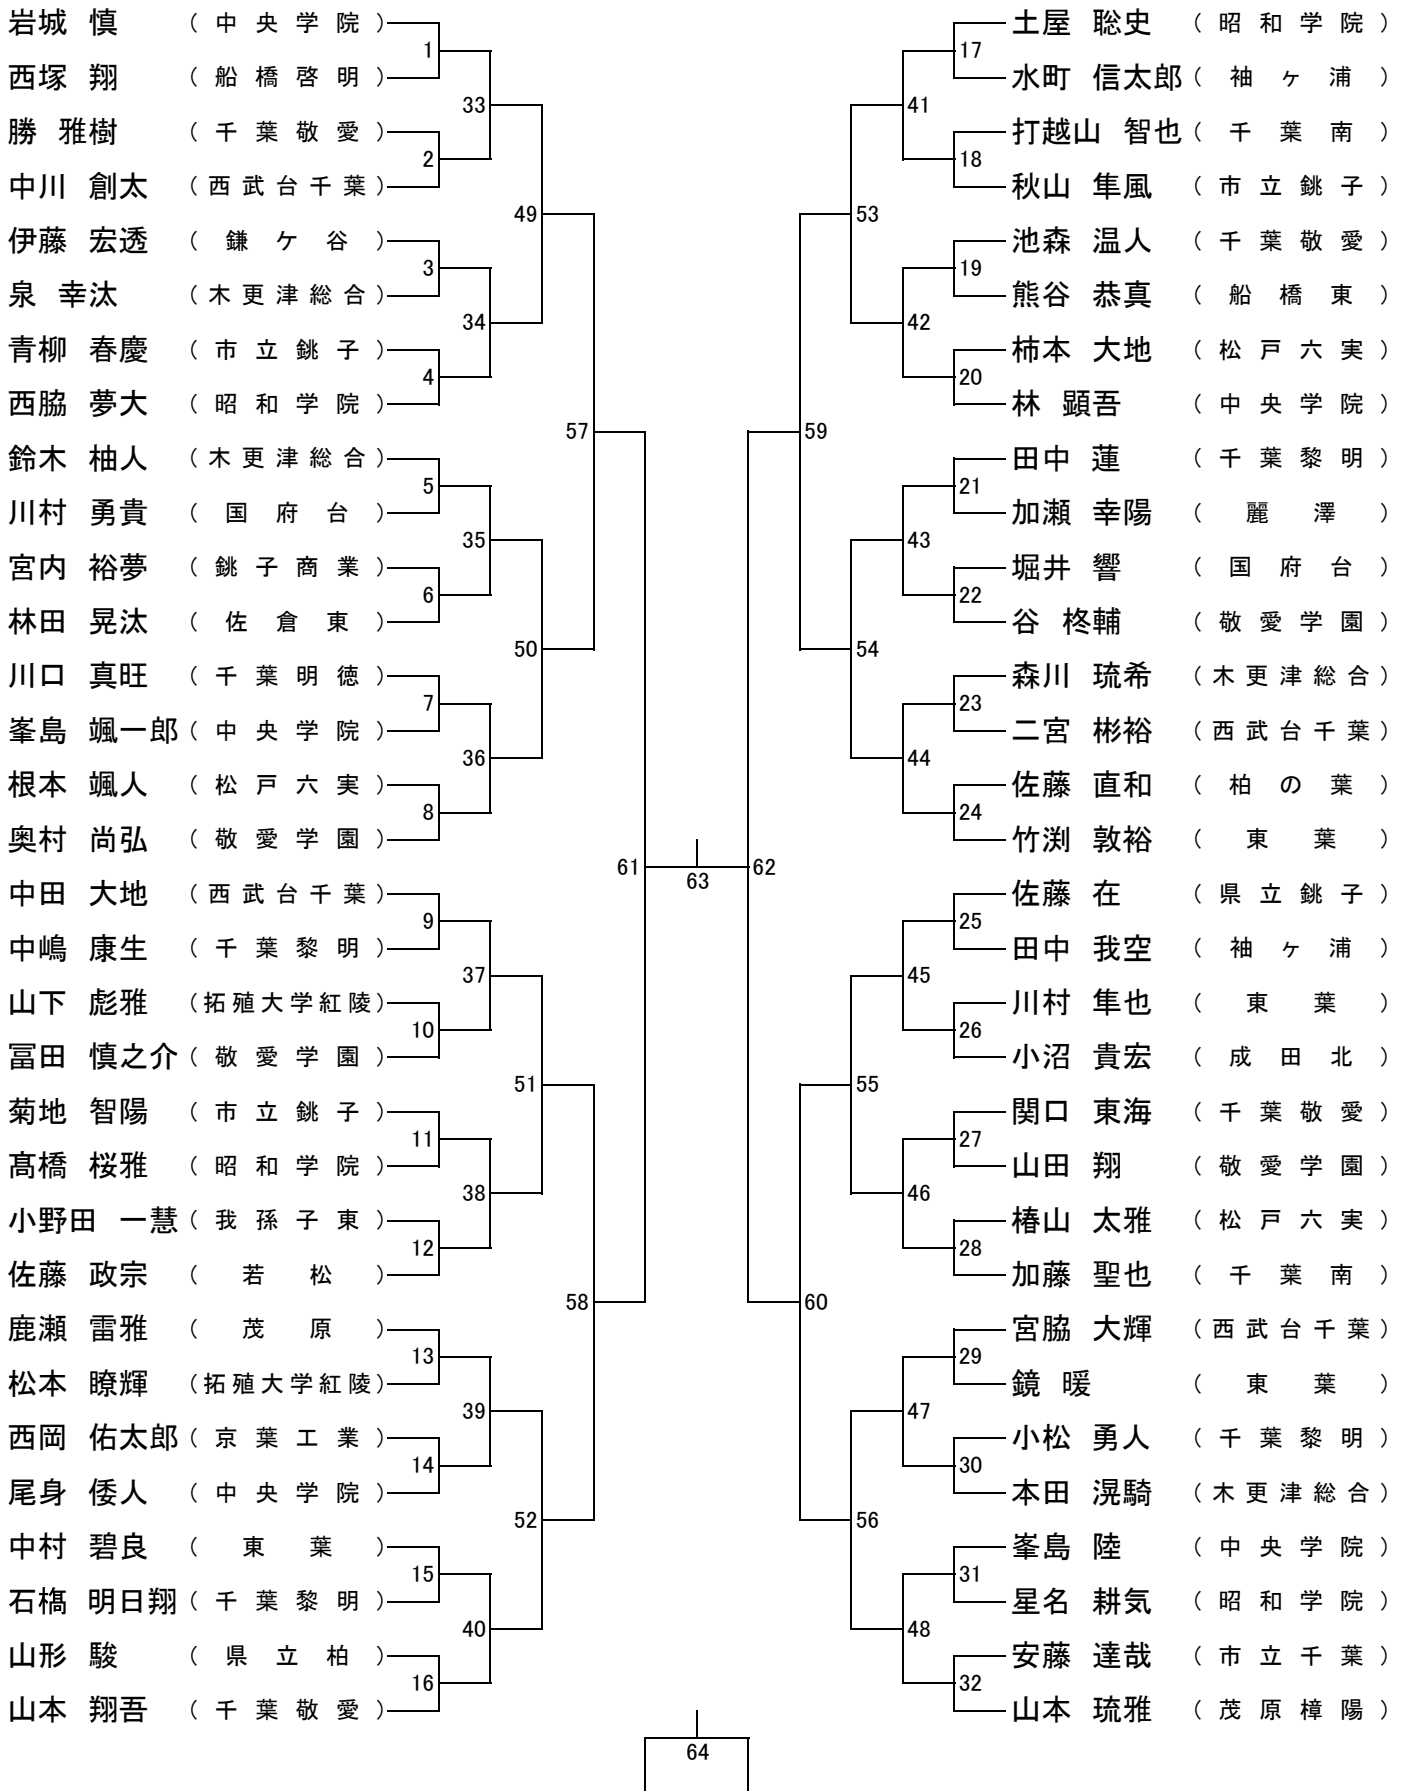 岩城 慎 （ 中 央 学 院 ）
1
西塚 翔 （ 船 橋 啓 明 ）
33
勝 雅樹 （ 千 葉 敬 愛 ）
2
中川 創太 （ 西 武 台 千 葉 ）
49
伊藤 宏透 （ 鎌 ケ 谷 ）
3
泉 幸汰 （ 木 更 津 総 合 ）
34
青柳 春慶 （ 市 立 銚 子 ）
4
西脇 夢大 （ 昭 和 学 院 ）
57
鈴木 柚人 （ 木 更 津 総 合 ）
5
川村 勇貴 （ 国 府 台 ）
35
宮内 裕夢 （ 銚 子 商 業 ）
6
林田 晃汰 （ 佐 倉 東 ）
50
川口 真旺 （ 千 葉 明 徳 ）
7
峯島 颯一郎 （ 中 央 学 院 ）
36
根本 颯人 （ 松 戸 六 実 ）
8
奥村 尚弘 （ 敬 愛 学 園 ）
61
中田 大地 （ 西 武 台 千 葉 ）
9
中嶋 康生 （ 千 葉 黎 明 ）
37
山下 彪雅 （ 拓 殖 大 学 紅 陵 ）
10
冨田 慎之介 （ 敬 愛 学 園 ）
51
菊地 智陽 （ 市 立 銚 子 ）
11
髙橋 桜雅 （ 昭 和 学 院 ）
38
小野田 一慧 （ 我 孫 子 東 ）
12
佐藤 政宗 （ 若 松 ）
58
鹿瀬 雷雅 （ 茂 原 ）
13
松本 瞭輝 （ 拓 殖 大 学 紅 陵 ）
39
西岡 佑太郎 （ 京 葉 工 業 ）
14
尾身 倭人 （ 中 央 学 院 ）
52
中村 碧良 （ 東 葉 ）
15
石橋 明日翔 （ 千 葉 黎 明 ）
40
山形 駿 （ 県 立 柏 ）
16
山本 翔吾 （ 千 葉 敬 愛 ）
63
土屋 聡史 （ 昭 和 学 院 ）
17
水町 信太郎 （ 袖 ヶ 浦 ）
41
打越山 智也 （ 千 葉 南 ）
18
秋山 隼風 （ 市 立 銚 子 ）
53
池森 温人 （ 千 葉 敬 愛 ）
19
熊谷 恭真 （ 船 橋 東 ）
42
柿本 大地 （ 松 戸 六 実 ）
20
林 顕吾 （ 中 央 学 院 ）
59
田中 蓮 （ 千 葉 黎 明 ）
21
加瀬 幸陽 （ 麗 澤 ）
43
堀井 響 （ 国 府 台 ）
22
谷 柊輔 （ 敬 愛 学 園 ）
54
森川 琉希 （ 木 更 津 総 合 ）
23
二宮 彬裕 （ 西 武 台 千 葉 ）
44
佐藤 直和 （ 柏 の 葉 ）
24
竹渕 敦裕 （ 東 葉 ）
62
佐藤 在 （ 県 立 銚 子 ）
25
田中 我空 （ 袖 ヶ 浦 ）
45
川村 隼也 （ 東 葉 ）
26
小沼 貴宏 （ 成 田 北 ）
55
関口 東海 （ 千 葉 敬 愛 ）
27
山田 翔 （ 敬 愛 学 園 ）
46
椿山 太雅 （ 松 戸 六 実 ）
28
加藤 聖也 （ 千 葉 南 ）
60
宮脇 大輝 （ 西 武 台 千 葉 ）
29
鏡 暖 （ 東 葉 ）
47
小松 勇人 （ 千 葉 黎 明 ）
30
本田 滉騎 （ 木 更 津 総 合 ）
56
峯島 陸 （ 中 央 学 院 ）
31
星名 耕気 （ 昭 和 学 院 ）
48
安藤 達哉 （ 市 立 千 葉 ）
32
山本 琉雅 （ 茂 原 樟 陽 ）
64